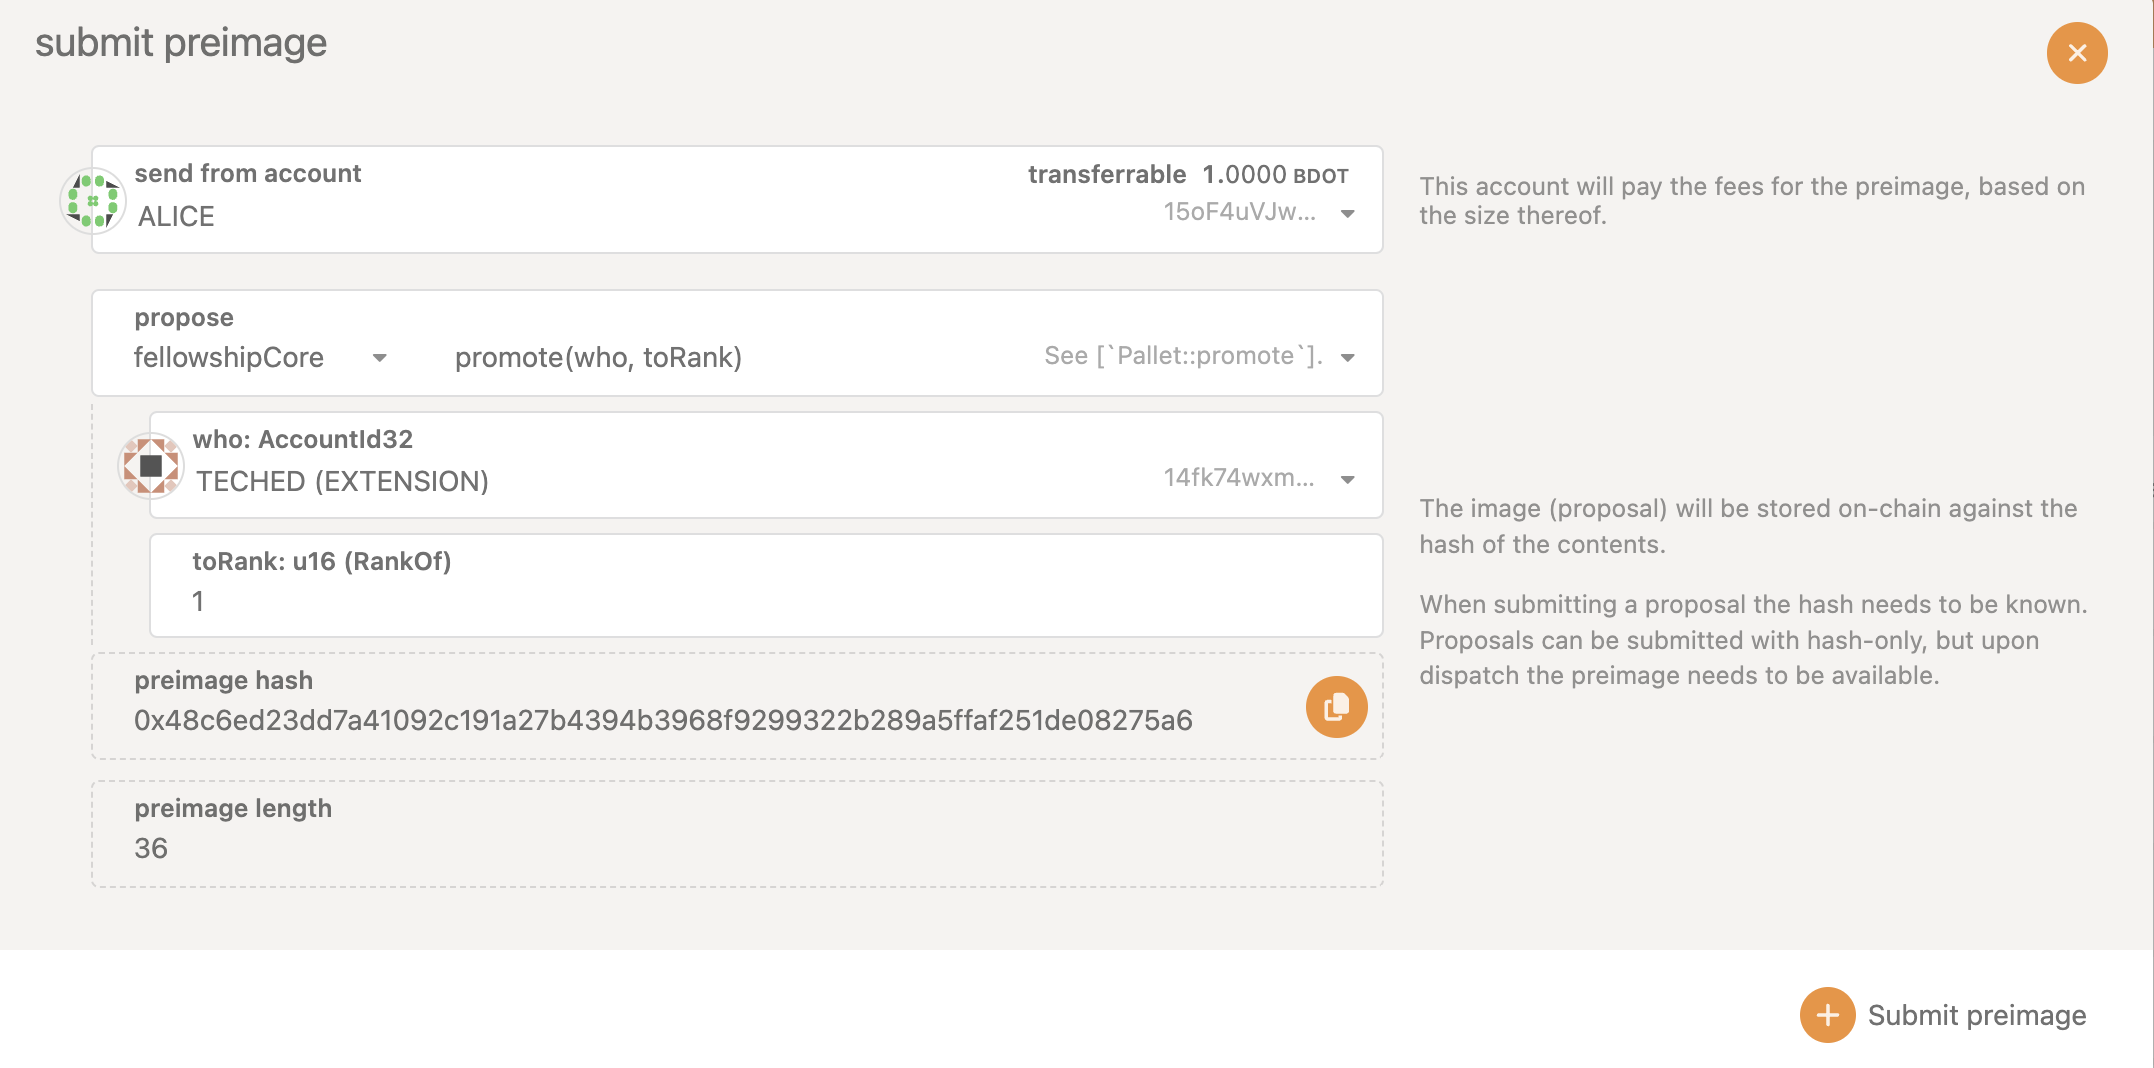 submit preimage
send from account
transferrable 1.0000 BDOT
ALICE
15oF4uVJw...
This account will pay the fees for the preimage, based on
the size thereof.
propose
fellowshipCore
promote(who, toRank)
See [`Pallet::promote`].
who: AccountId32
TECHED (EXTENSION)
14fk74wxm...
toRank: u16 (RankOf)
1
The image (proposal) will be stored on-chain against the
hash of the contents.
When submitting a proposal the hash needs to be known.
Proposals can be submitted with hash-only, but upon
dispatch the preimage needs to be available.
preimage hash
0x48c6ed23dd7a41092c191a27b4394b3968f9299322b289a5ffaf251de08275a6
preimage length
36
Submit preimage